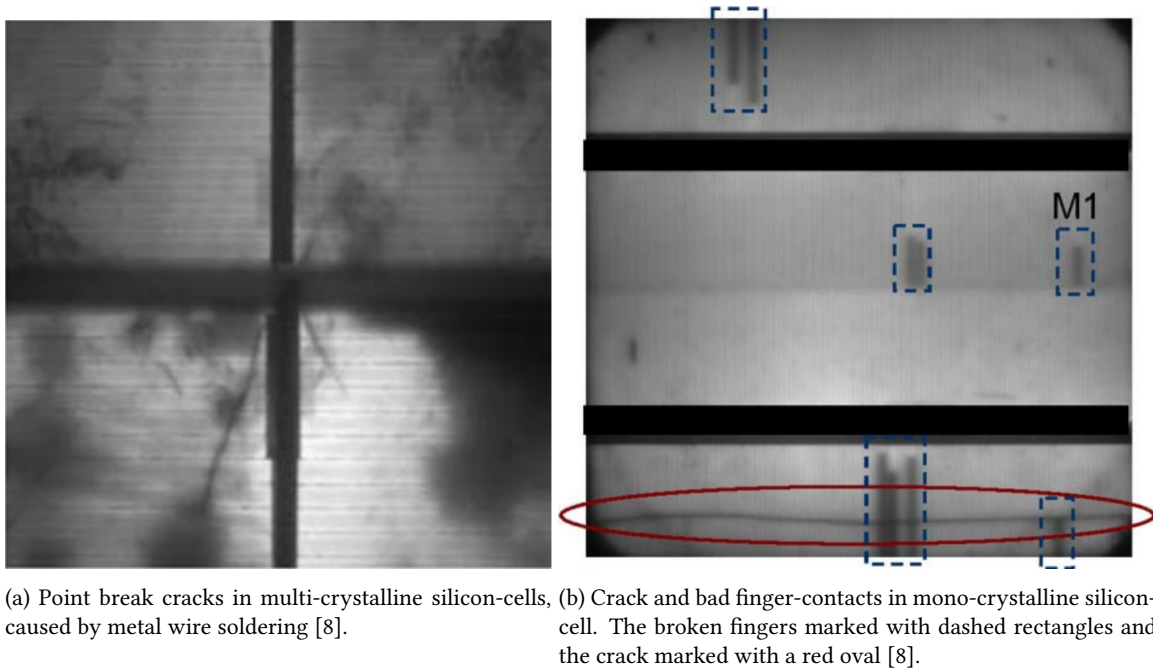 M1
(a) Point break cracks in multi-crystalline silicon-cells,
caused by metal wire soldering [8].
(b) Crack and bad finger-contacts in mono-crystalline silicon-
cell. The broken fingers marked with dashed rectangles and
the crack marked with a red oval [8].